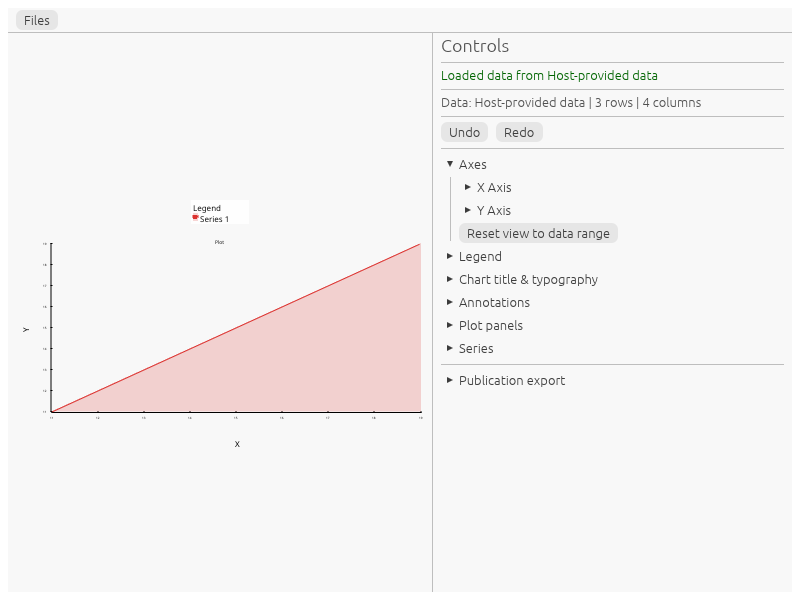 Files
Controls
Loaded data from Host-provided data
Data: Host-provided data | 3 rows | 4 columns
Undo Redo
Axes
X Axis
Y Axis
Reset view to data range
Legend
Chart title & typography
Annotations
Plot panels
Series
Publication export
Legend
Series 1
Plot
Y
X